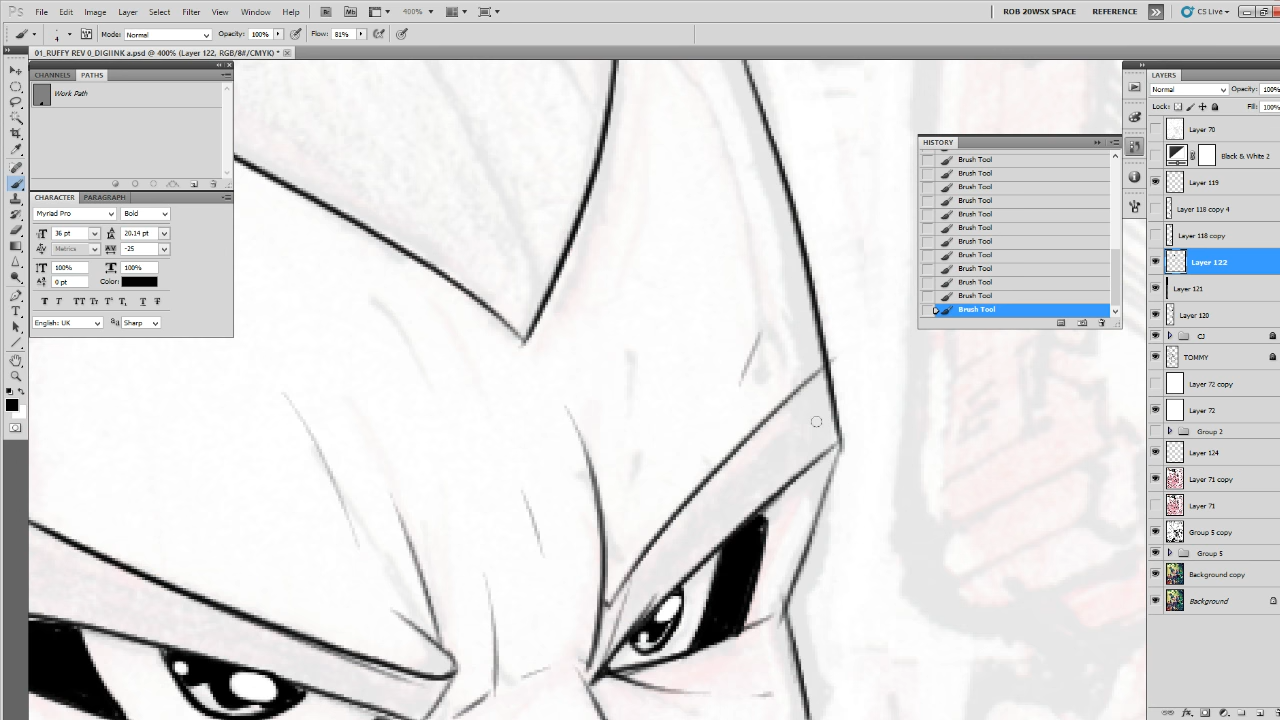 Ps File Edit Image Layer Select Filter View Window Help Br Mb 400% ROB 20WSX SPACE REFERENCE CS Live
Mode: Normal Opacity: 100% Flow: 81%
01_RUFFY REV 0_DIGIINK a.psd @ 400% (Layer 122, RGB/8#/CMYK) *
CHANNELS PATHS
Work Path
CHARACTER PARAGRAPH
Myriad Pro Bold
36 pt 20.14 pt
Metrics -25
100% 100%
0 pt Color:
English: UK Sharp
HISTORY
Brush Tool
Brush Tool
Brush Tool
Brush Tool
Brush Tool
Brush Tool
Brush Tool
Brush Tool
Brush Tool
Brush Tool
Brush Tool
Brush Tool
LAYERS
Normal Opacity: 100%
Lock: Fill: 100%
Layer 70
Black & White 2
Layer 119
Layer 118 copy 4
Layer 118 copy
Layer 122
Layer 121
Layer 120
TOMMY
Layer 72 copy
Layer 72
Group 2
Layer 124
Layer 71 copy
Layer 71
Group 5 copy
Group 5
Background copy
Background